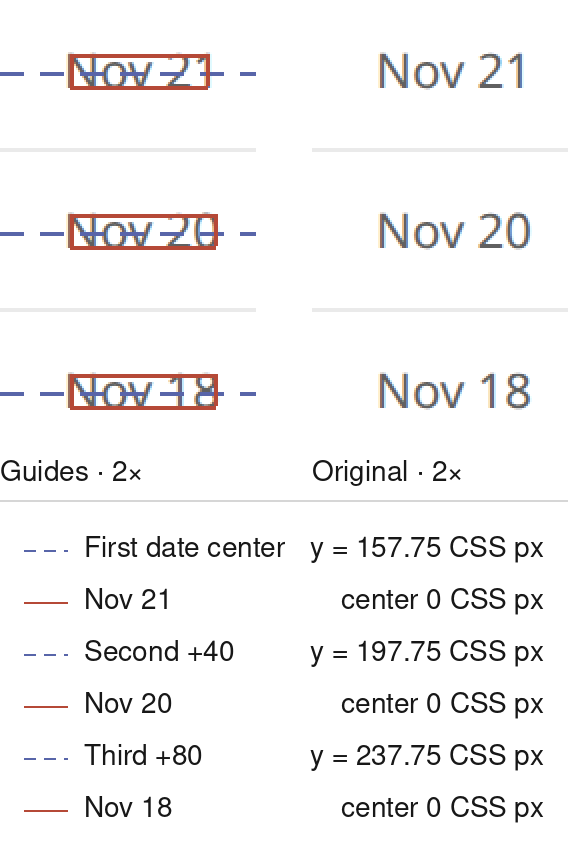 Nov 21 Nov 21
Nov 20 Nov 20
Nov 18 Nov 18
Guides · 2× Original · 2×
First date center y = 157.75 CSS px
Nov 21 center 0 CSS px
Second +40 y = 197.75 CSS px
Nov 20 center 0 CSS px
Third +80 y = 237.75 CSS px
Nov 18 center 0 CSS px